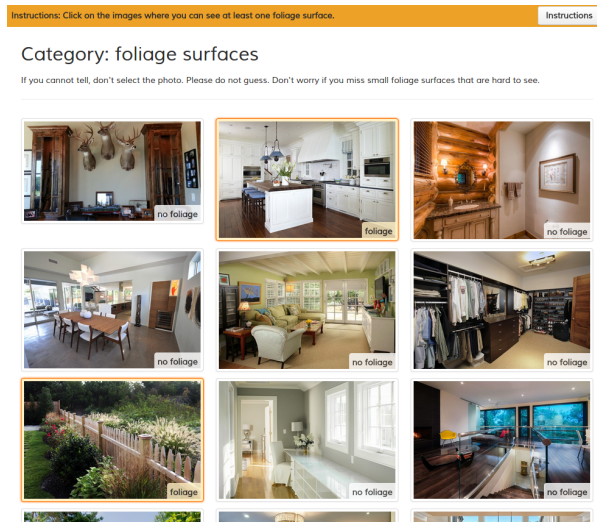 Instructions: Click on the images where you can see at least one foliage surface.
Instructions
Category: foliage surfaces
If you cannot tell, don't select the photo. Please do not guess. Don't worry if you miss small foliage surfaces that are hard to see.
no foliage
foliage
no foliage
no foliage
no foliage
no foliage
foliage
no foliage
no foliage